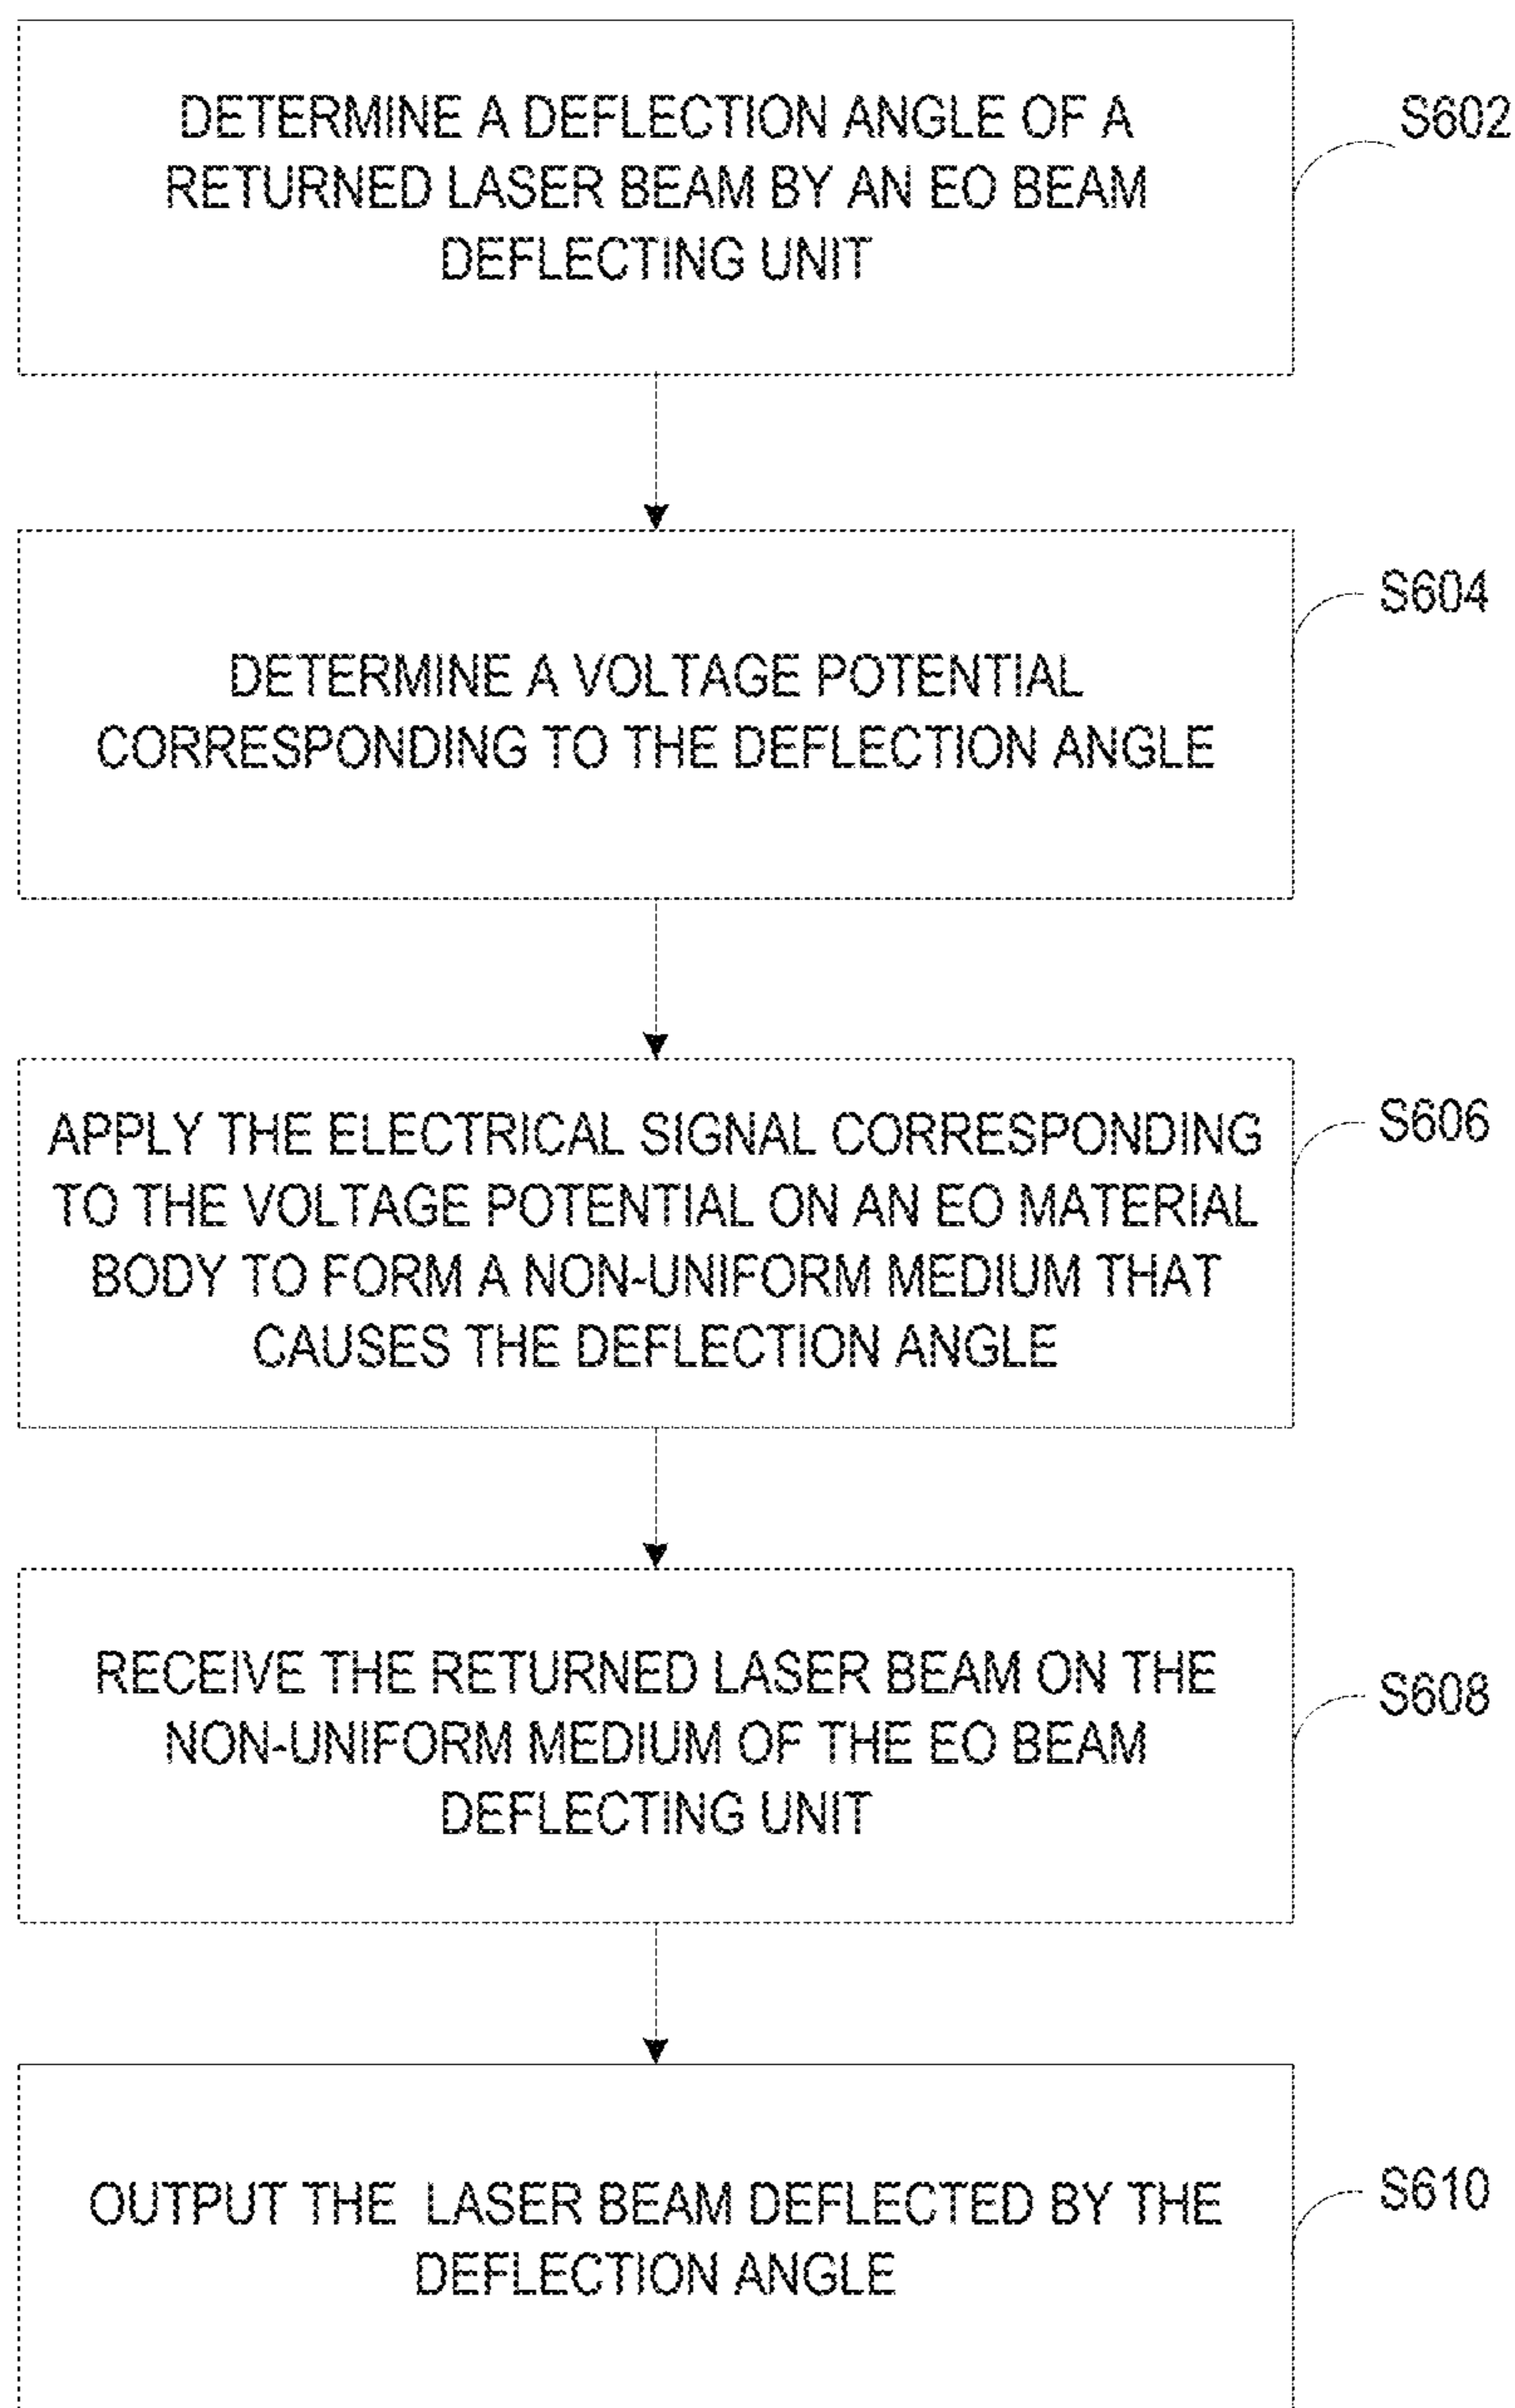 DETERMINE A DEFLECTION ANGLE OF A
RETURNED LASER BEAM BY AN EO BEAM
DEFLECTING UNIT
S602
DETERMINE A VOLTAGE POTENTIAL
CORRESPONDING TO THE DEFLECTION ANGLE
S604
APPLY THE ELECTRICAL SIGNAL CORRESPONDING
TO THE VOLTAGE POTENTIAL ON AN EO MATERIAL
BODY TO FORM A NON-UNIFORM MEDIUM THAT
CAUSES THE DEFLECTION ANGLE
S606
RECEIVE THE RETURNED LASER BEAM ON THE
NON-UNIFORM MEDIUM OF THE EO BEAM
DEFLECTING UNIT
S608
OUTPUT THE LASER BEAM DEFLECTED BY THE
DEFLECTION ANGLE
S610